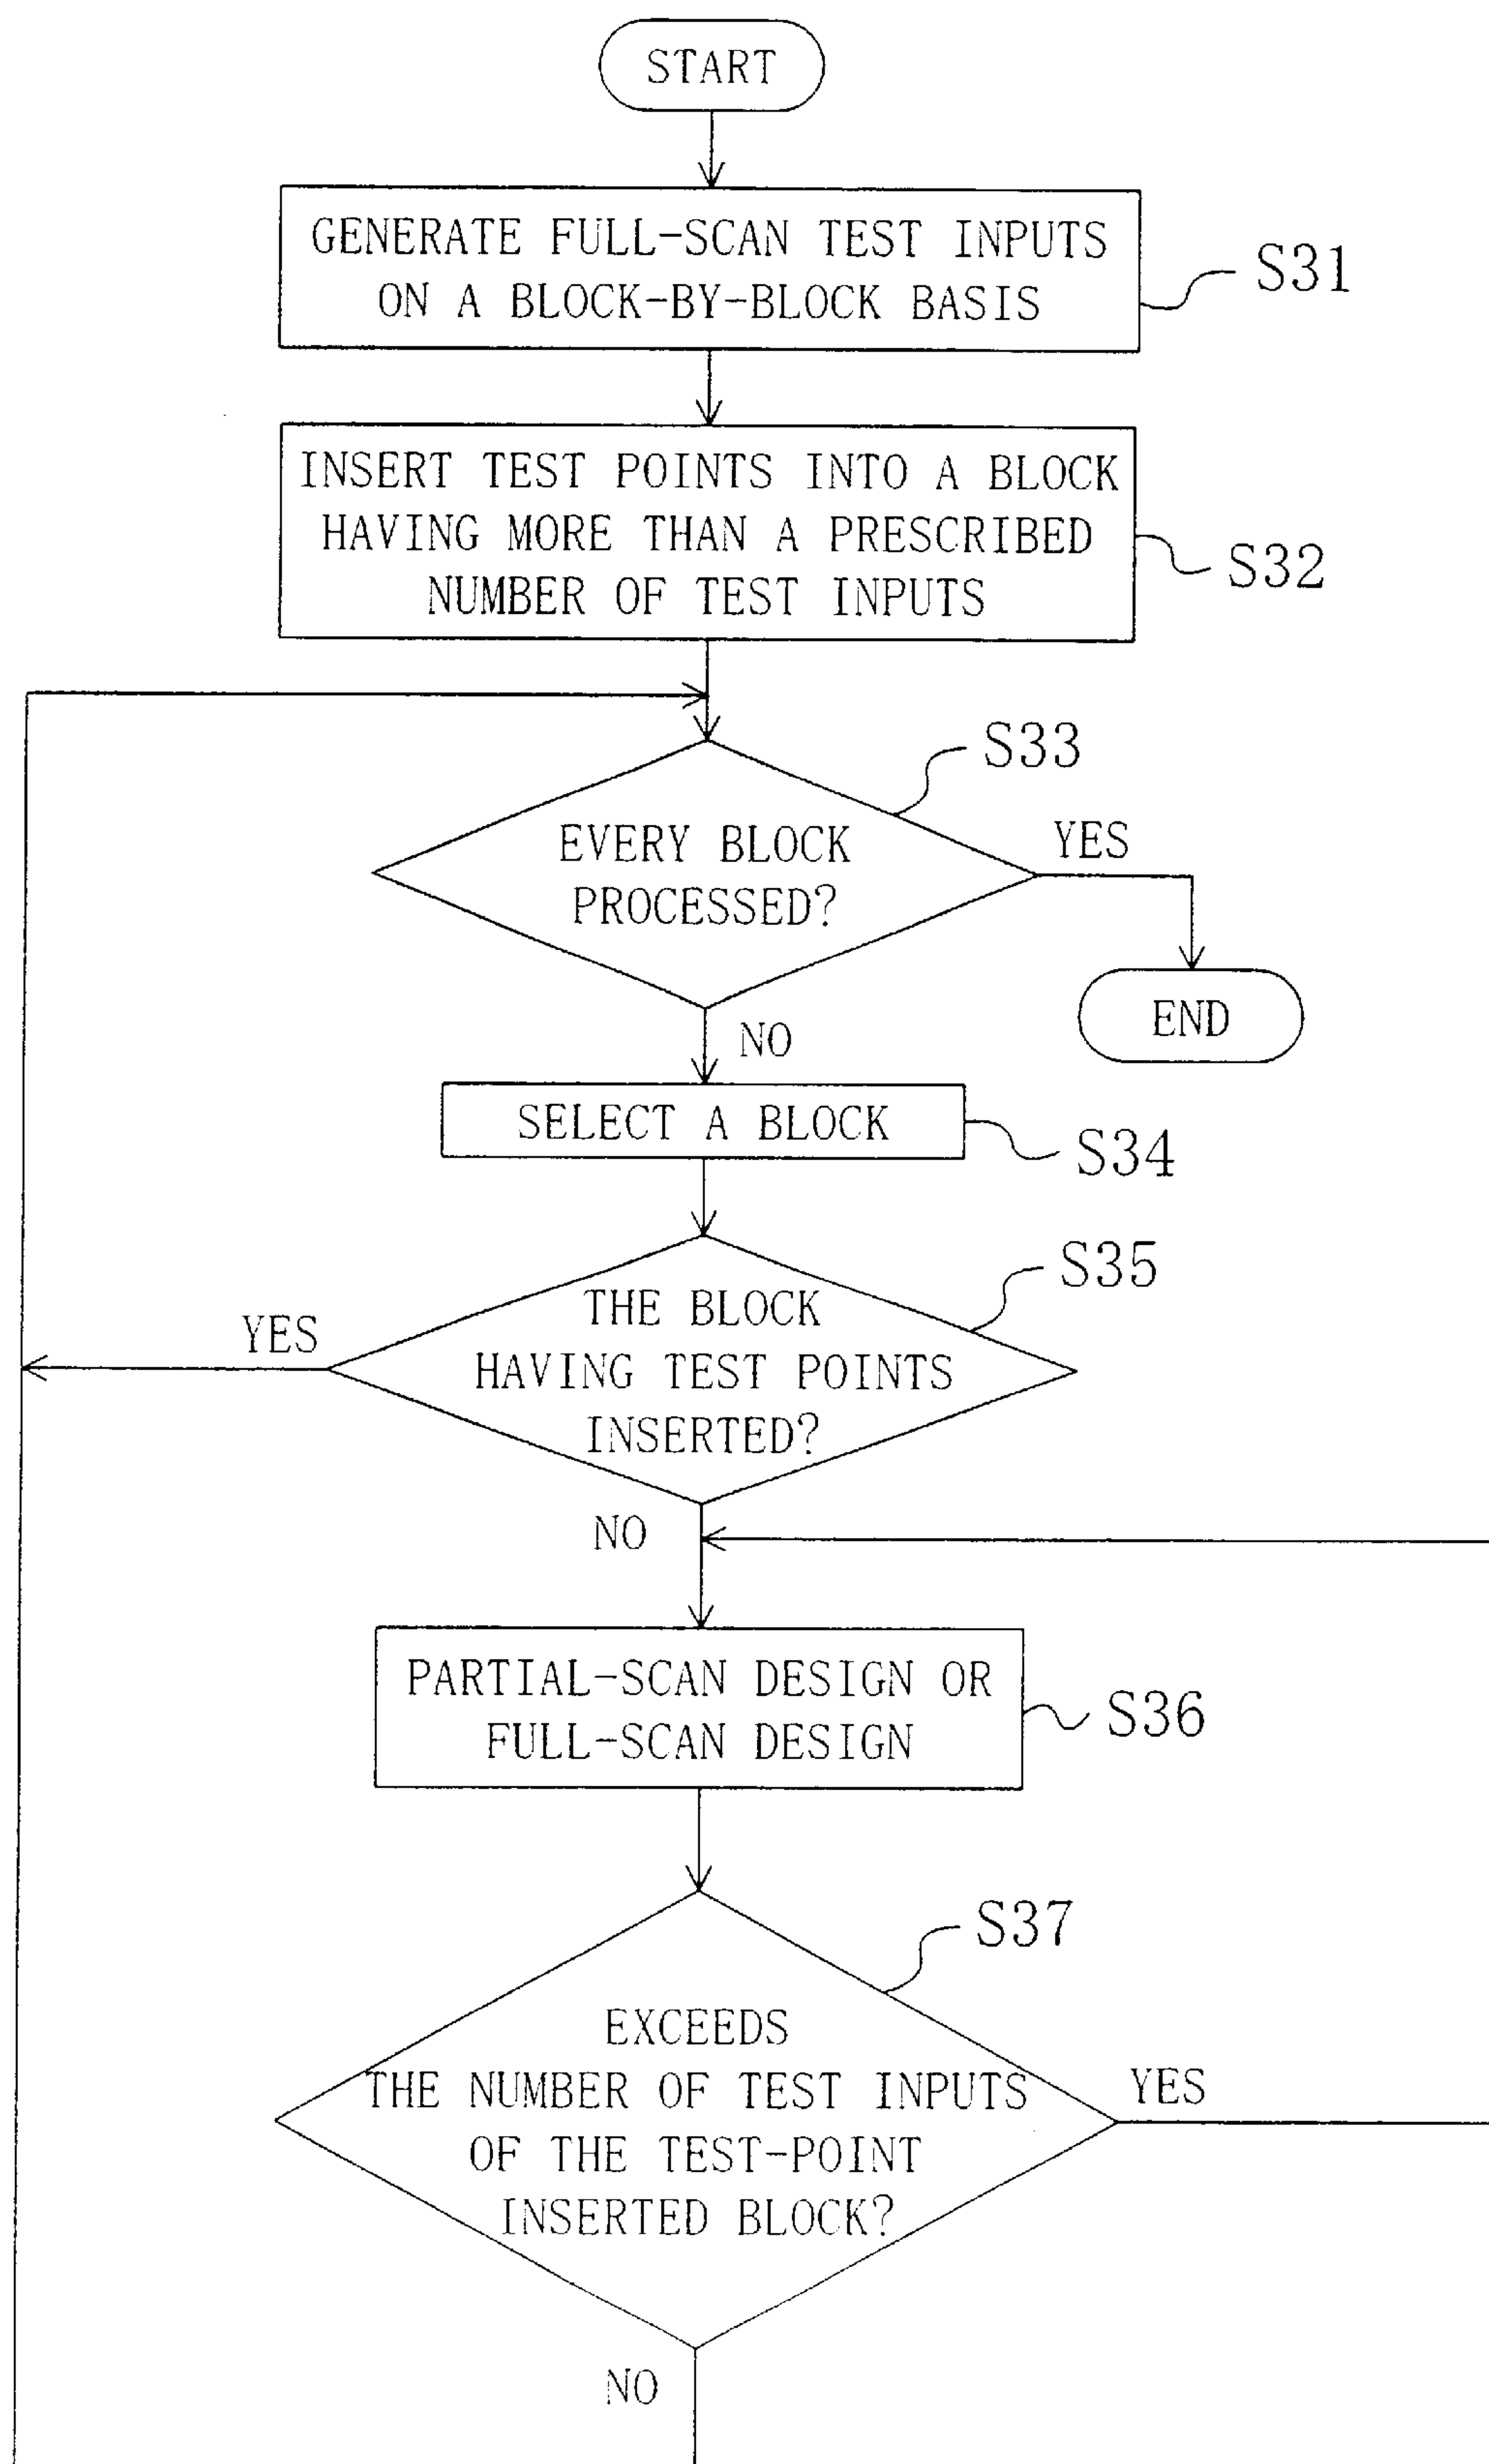 START
GENERATE FULL-SCAN TEST INPUTS
ON A BLOCK-BY-BLOCK BASIS
S31
INSERT TEST POINTS INTO A BLOCK
HAVING MORE THAN A PRESCRIBED
NUMBER OF TEST INPUTS
S32
S33
EVERY BLOCK
PROCESSED?
YES
END
NO
SELECT A BLOCK
S34
S35
THE BLOCK
HAVING TEST POINTS
INSERTED?
YES
NO
PARTIAL-SCAN DESIGN OR
FULL-SCAN DESIGN
S36
S37
EXCEEDS
THE NUMBER OF TEST INPUTS
OF THE TEST-POINT
INSERTED BLOCK?
YES
NO